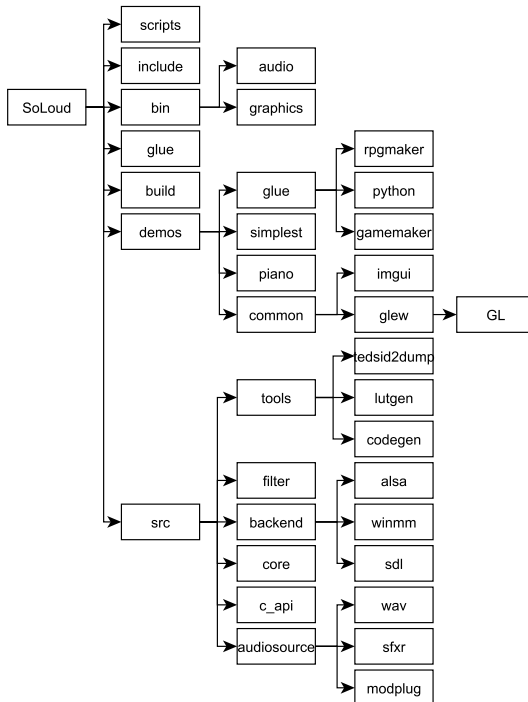 SoLoud
scripts
include
bin
audio
graphics
glue
build
demos
glue
rpgmaker
python
gamemaker
simplest
piano
common
imgui
glew
GL
src
tools
tedsid2dump
lutgen
codegen
filter
backend
alsa
winmm
sdl
core
c_api
audiosource
wav
sfxr
modplug